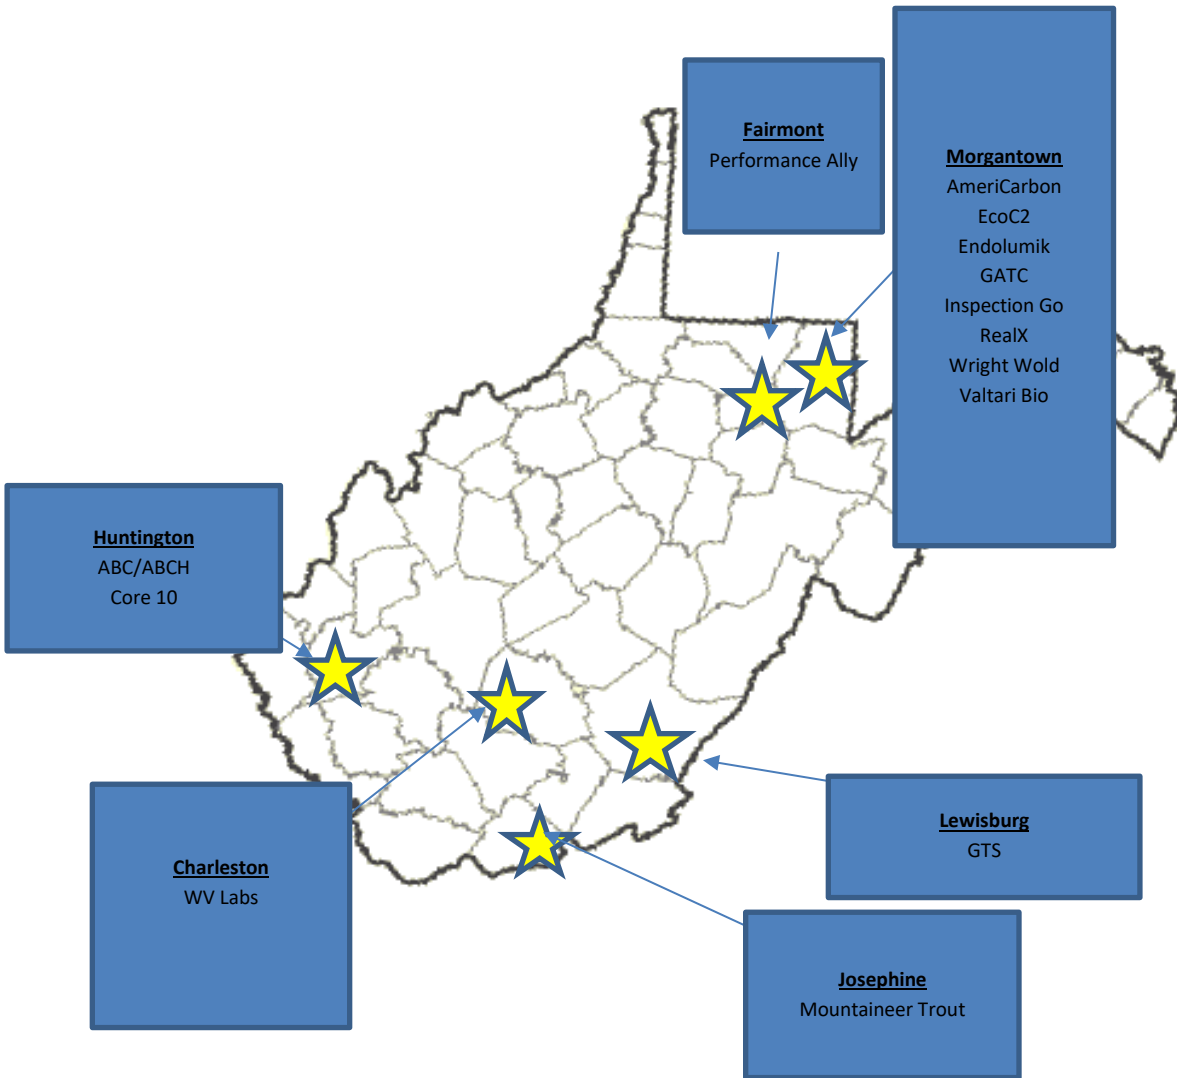 Fairmont
Performance Ally
Morgantown
AmeriCarbon
EcoC2
Endolumik
GATC
Inspection Go
RealX
Wright Wold
Valtari Bio
Huntington
ABC/ABCH
Core 10
Charleston
WV Labs
Lewisburg
GTS
Josephine
Mountaineer Trout